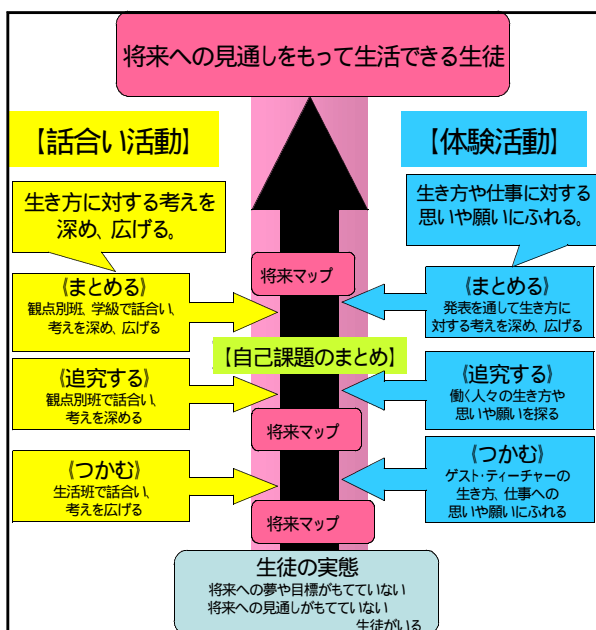 将来への見通しをもって生活できる生徒
【話合い活動】
生き方に対する考えを
深め、広げる。
《まとめる》
観点別班、学級で話合い、
考えを深め、広げる
《追究する》
観点別班で話合い、
考えを深める
《つかむ》
生活班で話合い、
考えを広げる
将来マップ
【自己課題のまとめ】
将来マップ
将来マップ
【体験活動】
生き方や仕事に対する
思いや願いにふれる。
《まとめる》
発表を通して生き方に
対する考えを深め、広げる
《追究する》
働く人々の生き方や
思いや願いを探る
《つかむ》
ゲスト・ティーチャーの
生き方、仕事への
思いや願いにふれる
生徒の実態
将来への夢や目標がもてていない
将来への見通しがもてていない
生徒がいる